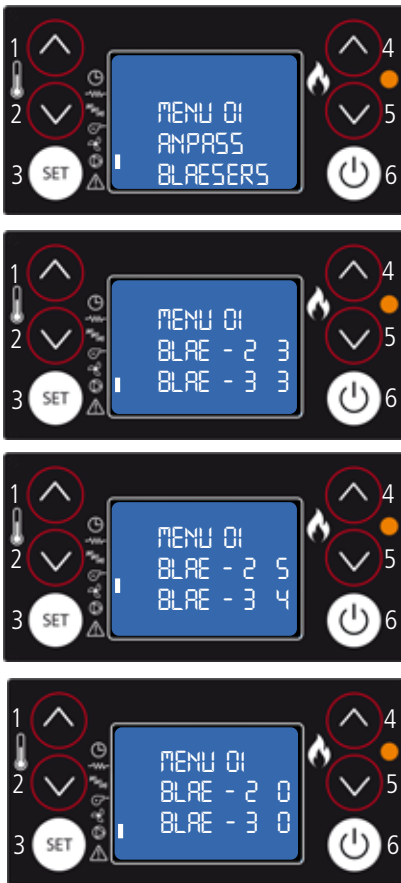 1
4
2
5
3 SET
6
MENU 01
ANPASS
BLAESERS
1
4
2
5
3 SET
6
MENU 01
BLAE - 2 3
BLAE - 3 3
1
4
2
5
3 SET
6
MENU 01
BLAE - 2 5
BLAE - 3 4
1
4
2
5
3 SET
6
MENU 01
BLAE - 2 0
BLAE - 3 0